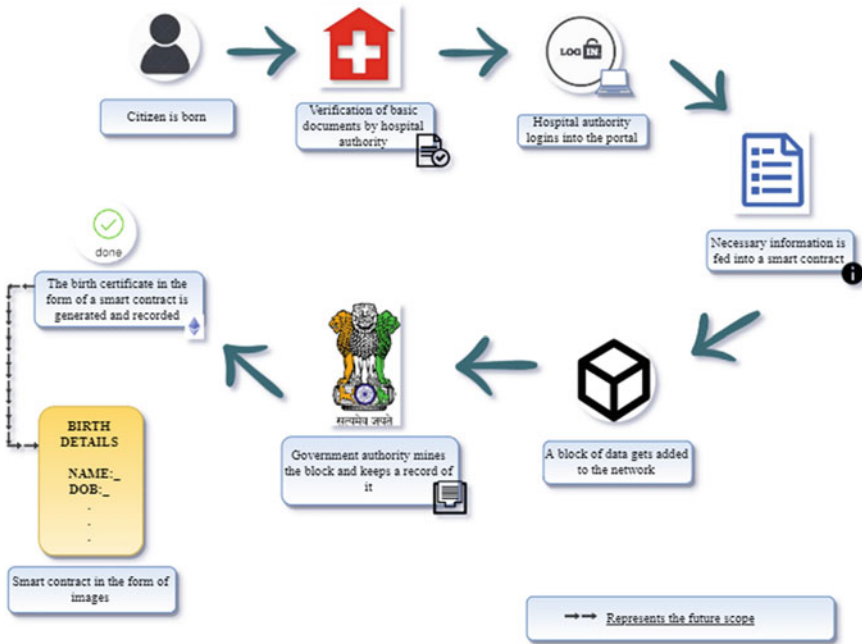 Citizen is born
Verification of basic
documents by hospital
authority
LOG IN
Hospital authority
logins into the portal
Necessary information is
fed into a smart contract
A block of data gets added
to the network
सत्यमेव जयते
Government authority mines
the block and keeps a record of
it
done
The birth certificate in the
form of a smart contract is
generated and recorded
BIRTH
DETAILS
NAME:_
DOB:_
.
.
.
Smart contract in the form of
images
Represents the future scope